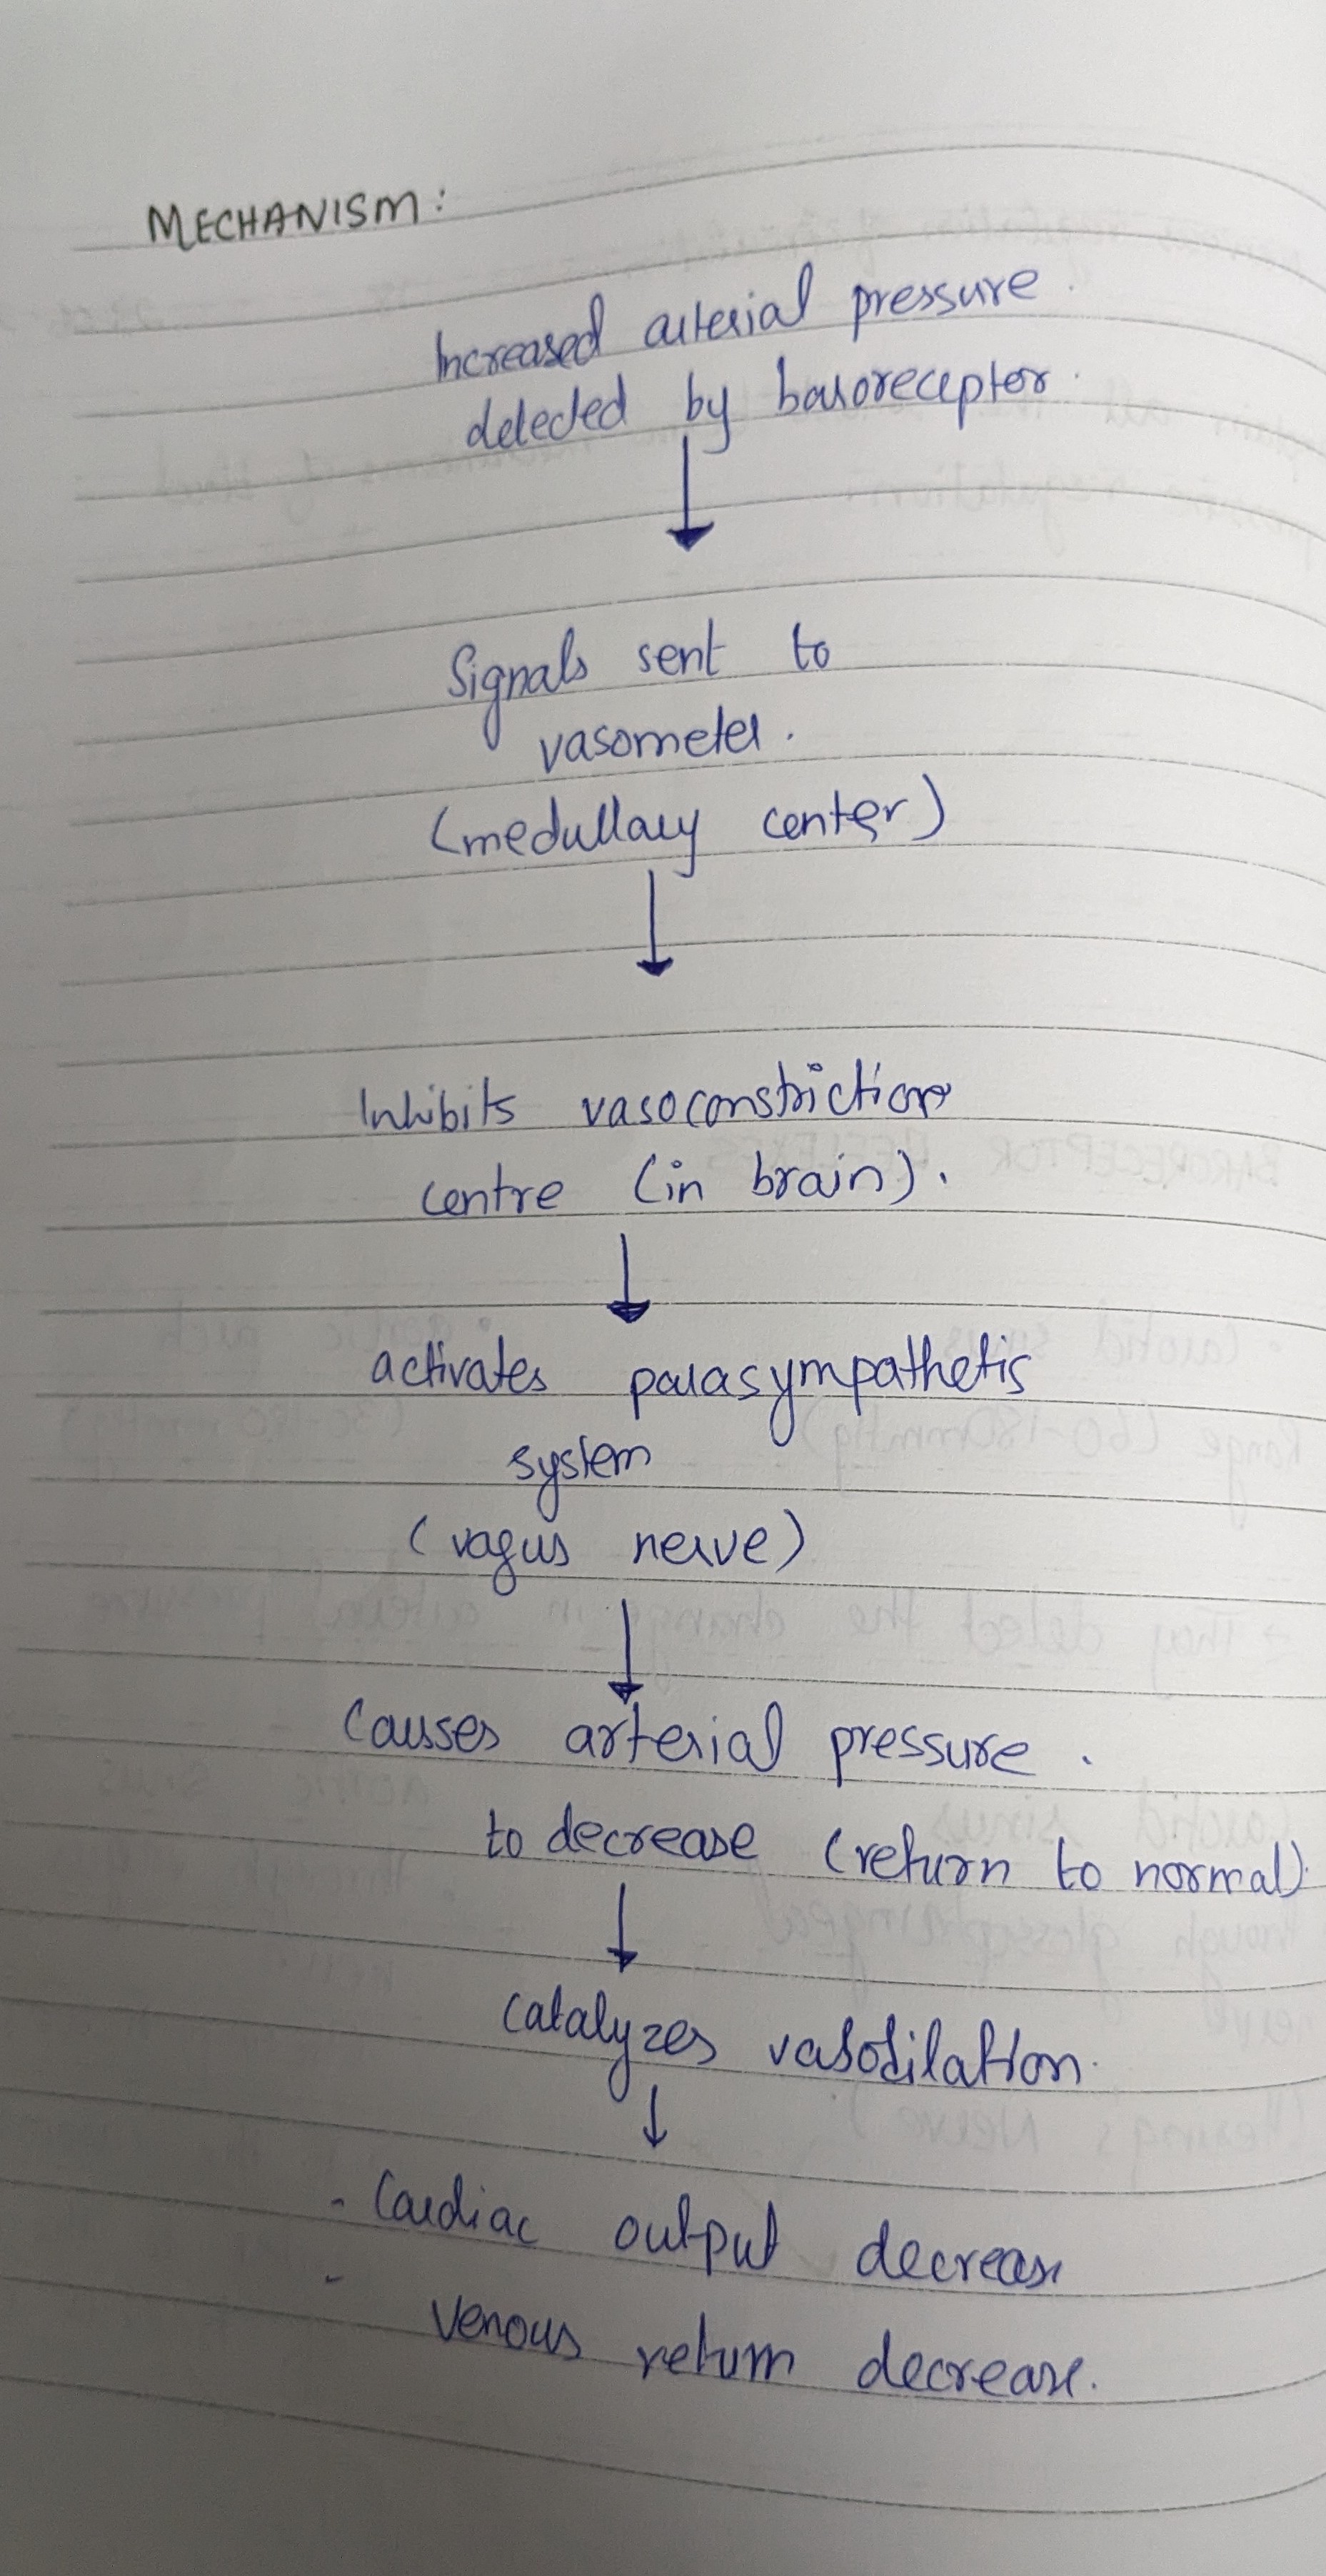 MECHANISM:
Increased arterial pressure.
detected by baroreceptor.
Signals sent to
vasometer.
(medullary center)
Inhibits vasoconstriction
centre (in brain).
activates parasympathetis
system
(vagus nerve)
Causes arterial pressure.
to decrease (return to normal).
Catalyzes vasodilation.
- Cardiac output decrease
- Venous return decrease.